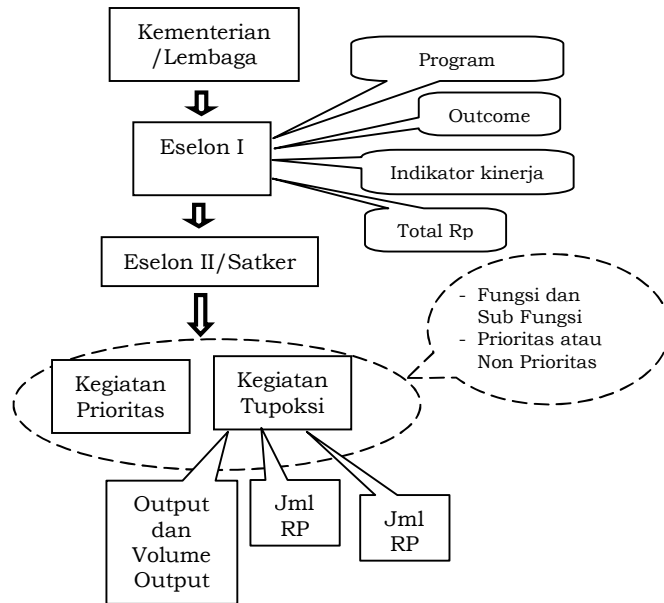 Kementerian
/Lembaga
Program
Outcome
Eselon I
Indikator kinerja
Total Rp
Eselon II/Satker
- Fungsi dan
Sub Fungsi
- Prioritas atau
Non Prioritas
Kegiatan
Prioritas
Kegiatan
Tupoksi
Output
dan
Volume
Output
Jml
RP
Jml
RP